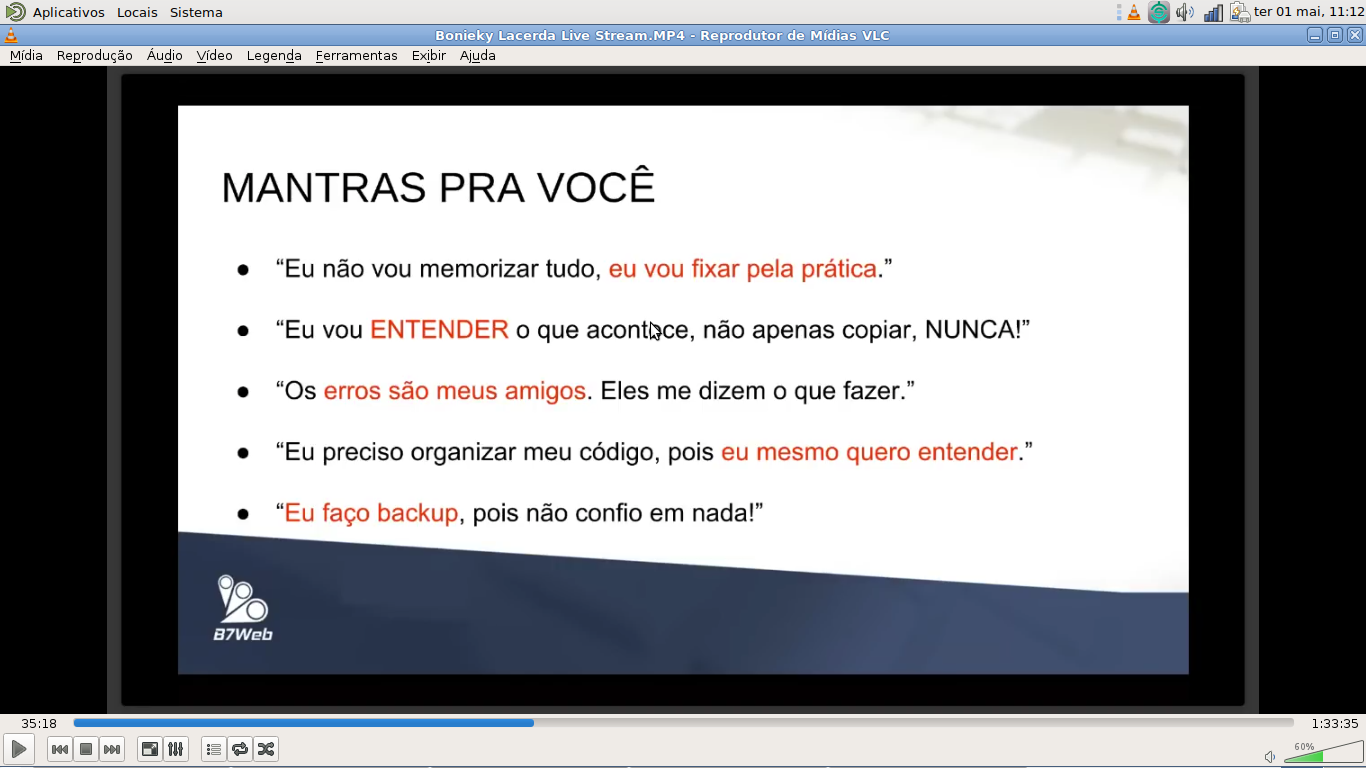 Aplicativos Locais Sistema
ter 01 mai, 11:12
Bonieky Lacerda Live Stream.MP4 - Reprodutor de Mídias VLC
Mídia Reprodução Áudio Vídeo Legenda Ferramentas Exibir Ajuda
MANTRAS PRA VOCÊ
● “Eu não vou memorizar tudo, eu vou fixar pela prática.”
● “Eu vou ENTENDER o que acontece, não apenas copiar, NUNCA!”
● “Os erros são meus amigos. Eles me dizem o que fazer.”
● “Eu preciso organizar meu código, pois eu mesmo quero entender.”
● “Eu faço backup, pois não confio em nada!”
B7Web
35:18 1:33:35
60%